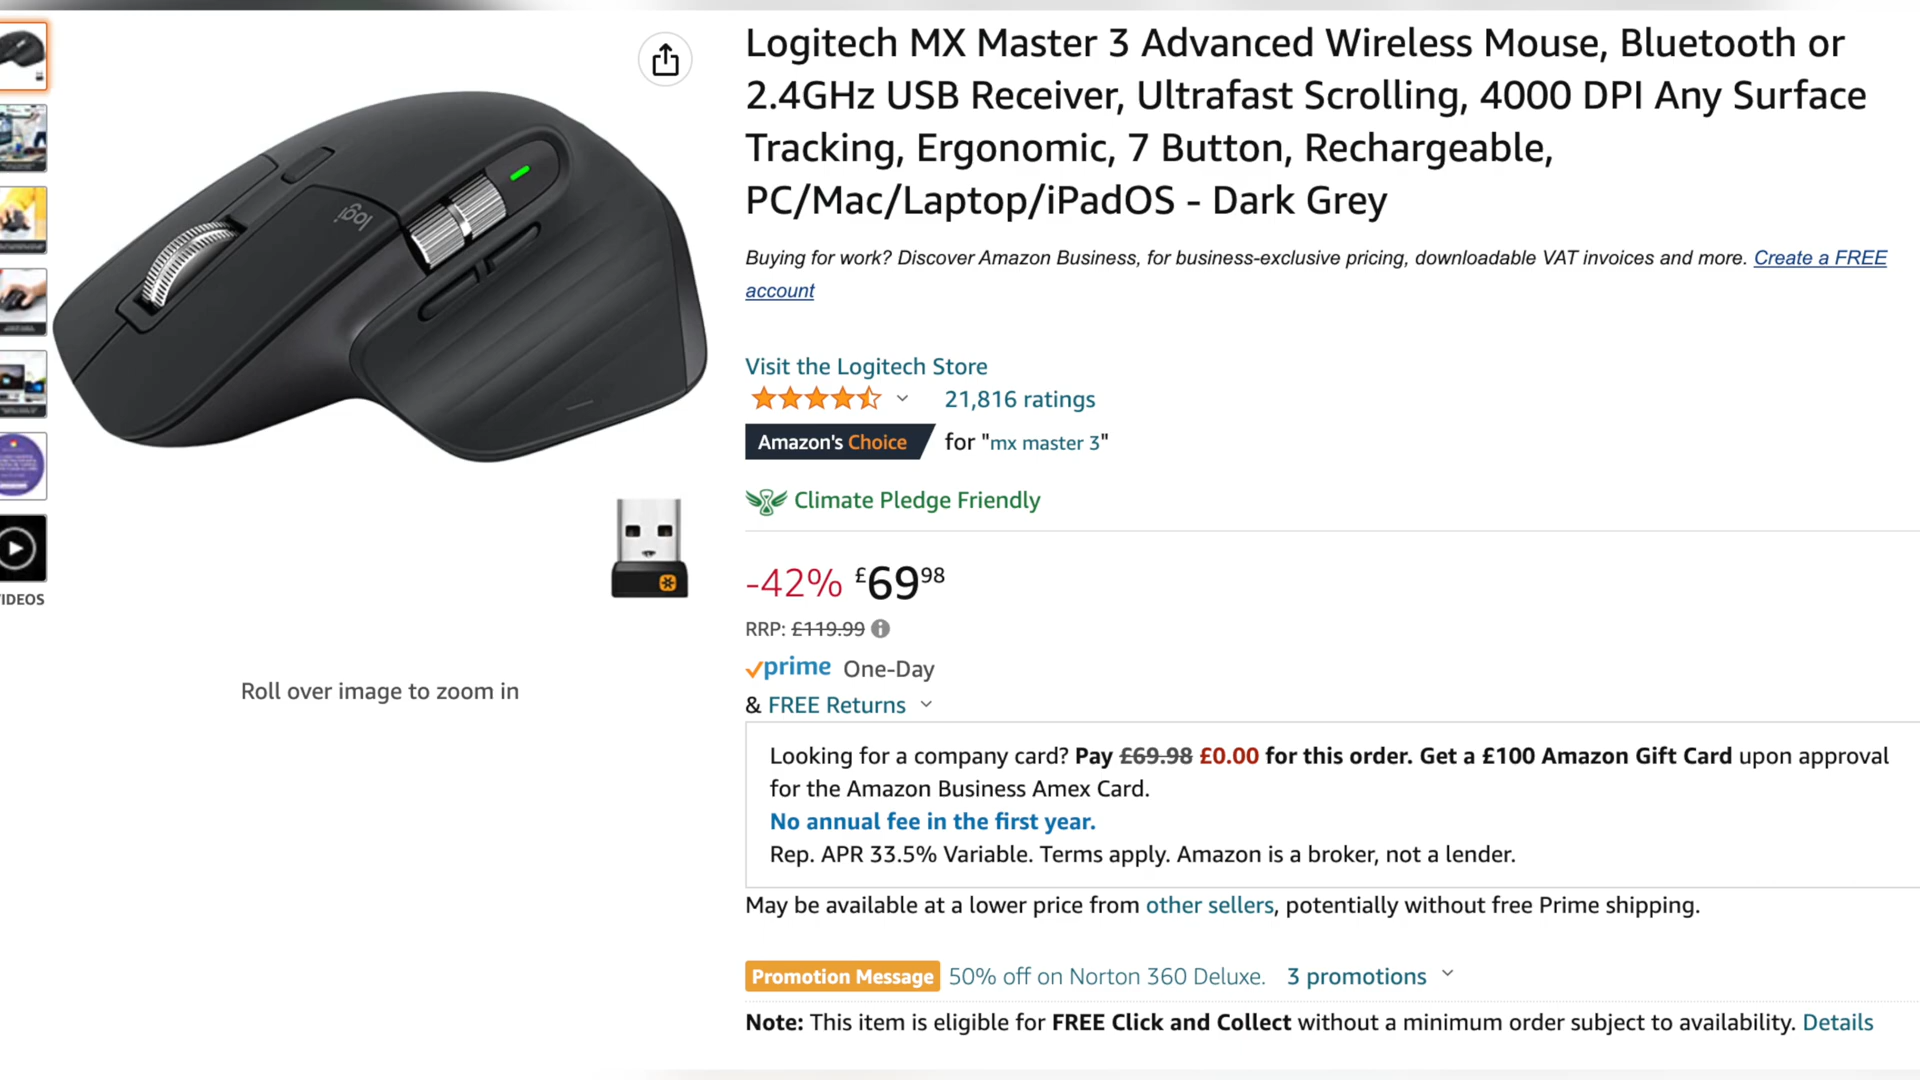 Logitech MX Master 3 Advanced Wireless Mouse, Bluetooth or
2.4GHz USB Receiver, Ultrafast Scrolling, 4000 DPI Any Surface
Tracking, Ergonomic, 7 Button, Rechargeable,
PC/Mac/Laptop/iPadOS - Dark Grey
Buying for work? Discover Amazon Business, for business-exclusive pricing, downloadable VAT invoices and more. Create a FREE
account
Visit the Logitech Store
21,816 ratings
Amazon's Choice for "mx master 3"
Climate Pledge Friendly
-42% £6998
RRP: £119.99
prime One-Day
& FREE Returns
Looking for a company card? Pay £69.98 £0.00 for this order. Get a £100 Amazon Gift Card upon approval
for the Amazon Business Amex Card.
No annual fee in the first year.
Rep. APR 33.5% Variable. Terms apply. Amazon is a broker, not a lender.
May be available at a lower price from other sellers, potentially without free Prime shipping.
Promotion Message 50% off on Norton 360 Deluxe. 3 promotions
Note: This item is eligible for FREE Click and Collect without a minimum order subject to availability. Details
logi
IDEOS
Roll over image to zoom in